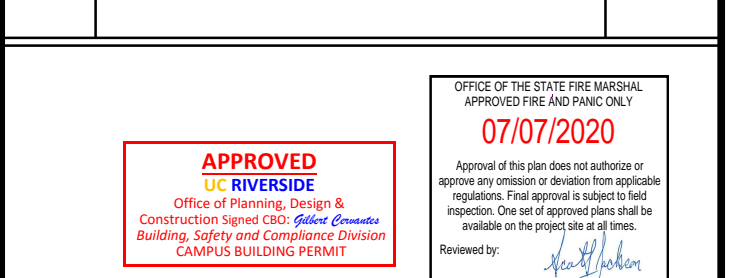 APPROVED
UC RIVERSIDE
Office of Planning, Design &
Construction Signed CBO: Gilbert Cervantes
Building, Safety and Compliance Division
CAMPUS BUILDING PERMIT
OFFICE OF THE STATE FIRE MARSHAL
APPROVED FIRE AND PANIC ONLY
07/07/2020
Approval of this plan does not authorize or
approve any omission or deviation from applicable
regulations. Final approval is subject to field
inspection. One set of approved plans shall be
available on the project site at all times.
Reviewed by: Scott Jackson